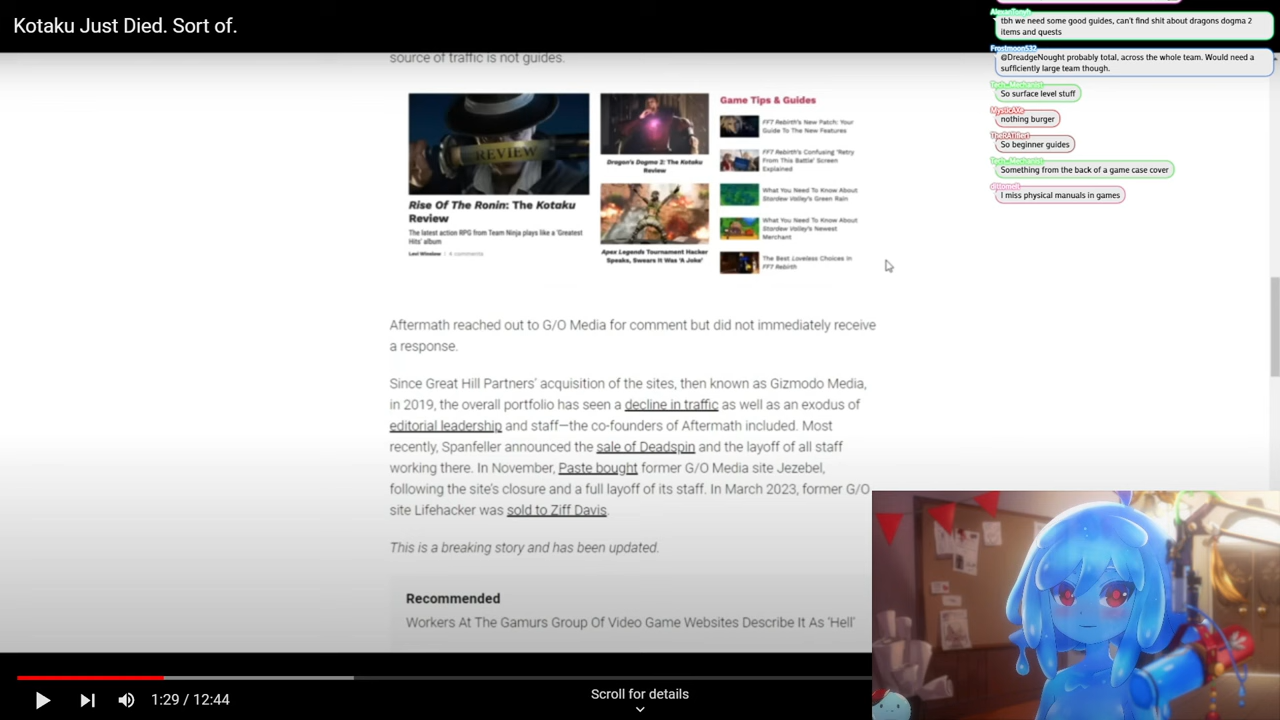 Kotaku Just Died. Sort of.
source of traffic is not guides.
REVIEW
Rise Of The Ronin: The Kotaku
Review
The latest action RPG from Team Ninja plays like a 'Greatest
Hits' album
Levi Winslow | 6 comments
Dragon's Dogma 2: The Kotaku
Review
Apex Legends Tournament Hacker
Speaks, Swears It Was 'A Joke'
Game Tips & Guides
FF7 Rebirth's New Patch: Your
Guide To The New Features
FF7 Rebirth's Confusing 'Retry
From This Battle' Screen
Explained
What You Need To Know About
Stardew Valley's Green Rain
What You Need To Know About
Stardew Valley's Newest
Merchant
The Best Loveless Choices In
FF7 Rebirth
Aftermath reached out to G/O Media for comment but did not immediately receive
a response.
Since Great Hill Partners' acquisition of the sites, then known as Gizmodo Media,
in 2019, the overall portfolio has seen a decline in traffic as well as an exodus of
editorial leadership and staff—the co-founders of Aftermath included. Most
recently, Spanfeller announced the sale of Deadspin and the layoff of all staff
working there. In November, Paste bought former G/O Media site Jezebel,
following the site's closure and a full layoff of its staff. In March 2023, former G/O
site Lifehacker was sold to Ziff Davis.
This is a breaking story and has been updated.
Recommended
Workers At The Gamurs Group Of Video Game Websites Describe It As 'Hell'
1:29 / 12:44
Scroll for details
tbh we need some good guides, can't find shit about dragons dogma 2
items and quests
Frostmoon532
@DreadgeNought probably total, across the whole team. Would need a
sufficiently large team though.
Tech_Mechanist
So surface level stuff
MysticAXe
nothing burger
TheRATifiert
So beginner guides
Tech_Mechanist
Something from the back of a game case cover
I miss physical manuals in games